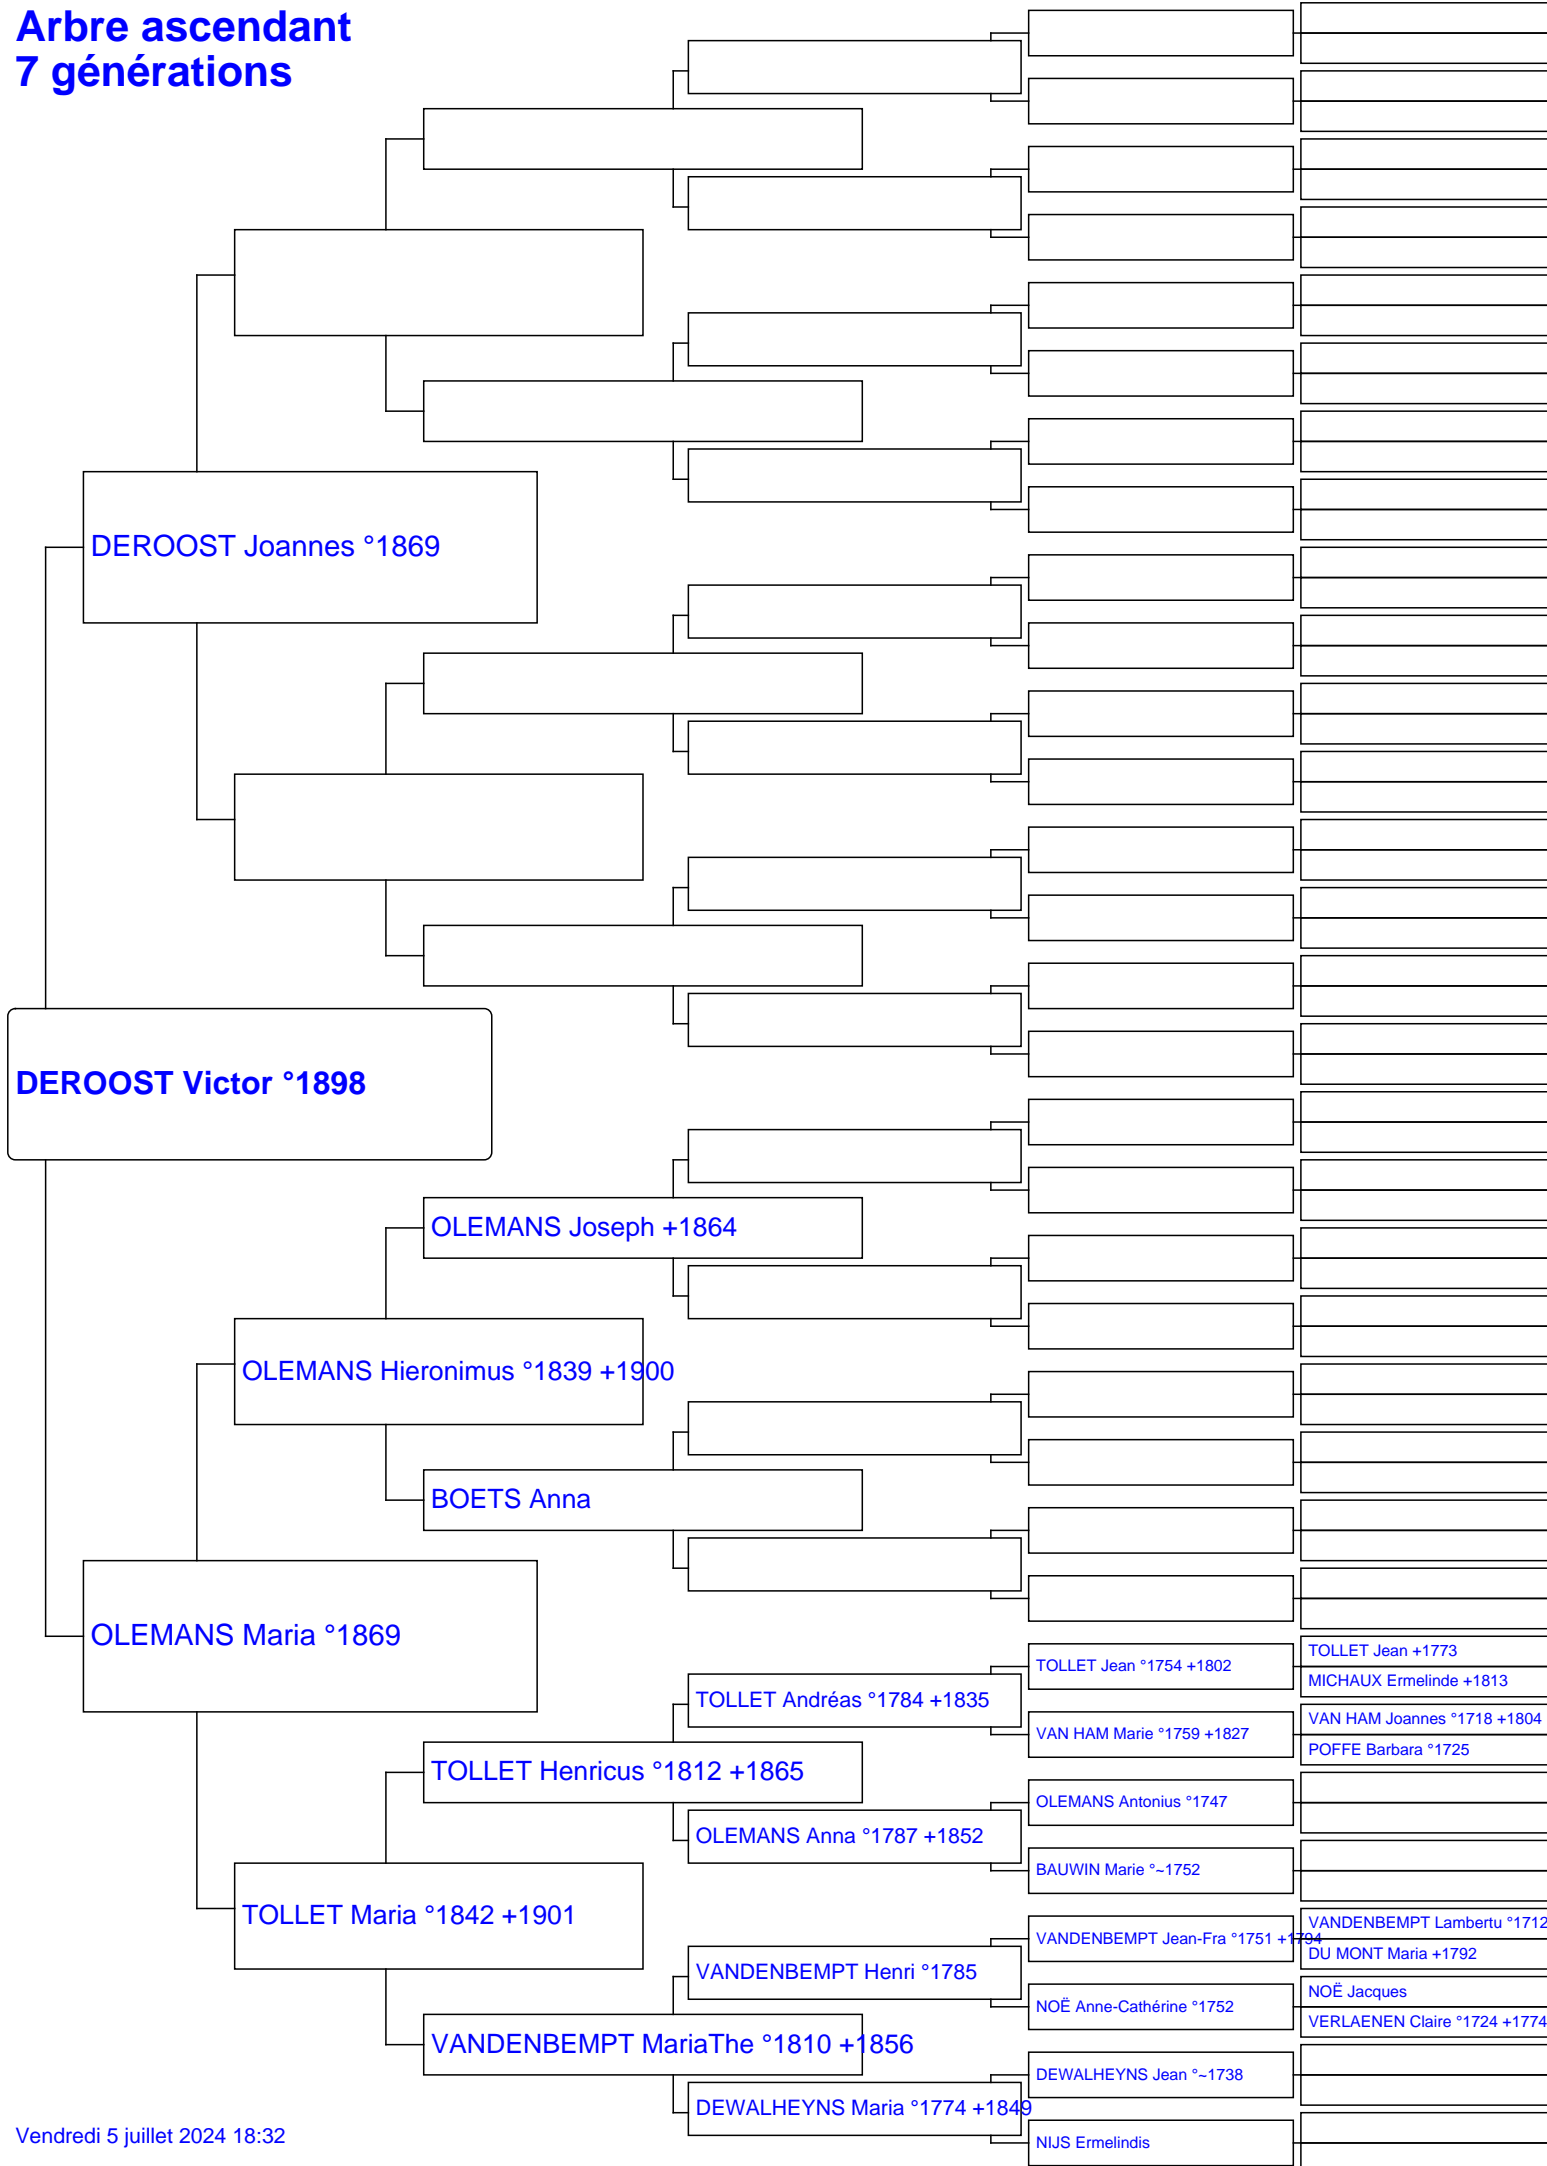 Arbre ascendant
7 générations
DEROOST Joannes °1869
DEROOST Victor °1898
OLEMANS Joseph +1864
OLEMANS Hieronimus °1839 +1900
BOETS Anna
OLEMANS Maria °1869
TOLLET Jean °1754 +1802
TOLLET Jean +1773
MICHAUX Ermelinde +1813
TOLLET Andréas °1784 +1835
VAN HAM Marie °1759 +1827
VAN HAM Joannes °1718 +1804
POFFE Barbara °1725
TOLLET Henricus °1812 +1865
OLEMANS Antonius °1747
OLEMANS Anna °1787 +1852
BAUWIN Marie °~1752
TOLLET Maria °1842 +1901
VANDENBEMPT Jean-Fra °1751 +1794
VANDENBEMPT Lambertu °1712
DU MONT Maria +1792
VANDENBEMPT Henri °1785
NOË Anne-Cathérine °1752
NOË Jacques
VERLAENEN Claire °1724 +1774
VANDENBEMPT MariaThe °1810 +1856
DEWALHEYNS Jean °~1738
DEWALHEYNS Maria °1774 +1849
NIJS Ermelindis
Vendredi 5 juillet 2024 18:32